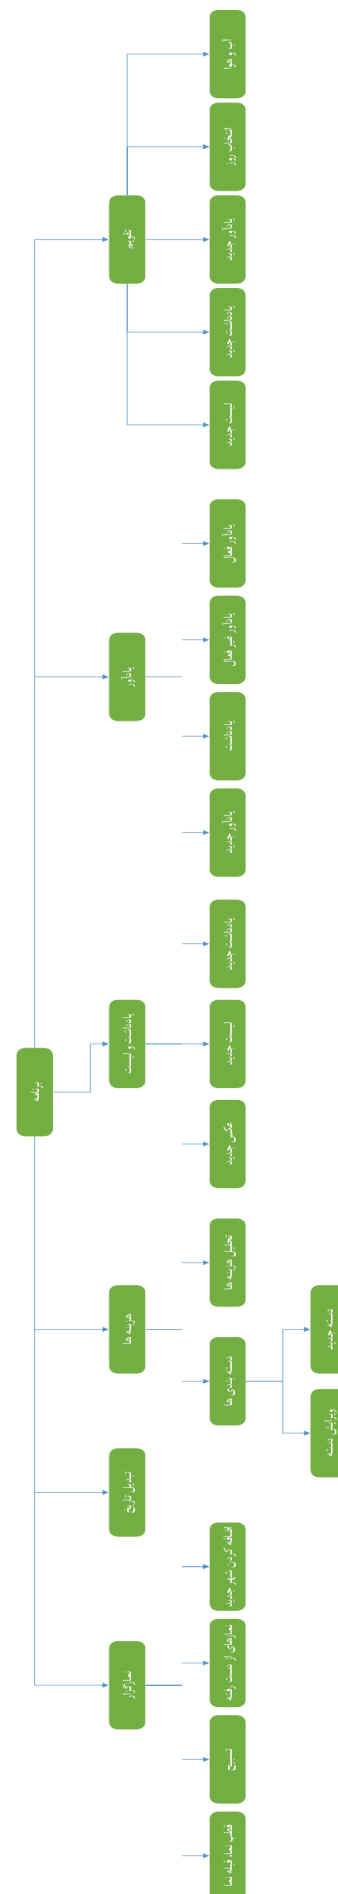 برنامه
تقویم
آب و هوا
انتخاب روز
یادآور جدید
یادداشت جدید
لیست جدید
یادآور
یادآور فعال
یادآور غیر فعال
یادداشت
یادآور جدید
یادداشت و لیست
یادداشت جدید
لیست جدید
عکس جدید
هزینه ها
تحلیل هزینه ها
دسته بندی ها
دسته جدید
ویرایش دسته
تبدیل تاریخ
نمازگزار
اضافه کردن شهر جدید
نمازهای از دست رفته
تسبیح
قطب نما، قبله نما